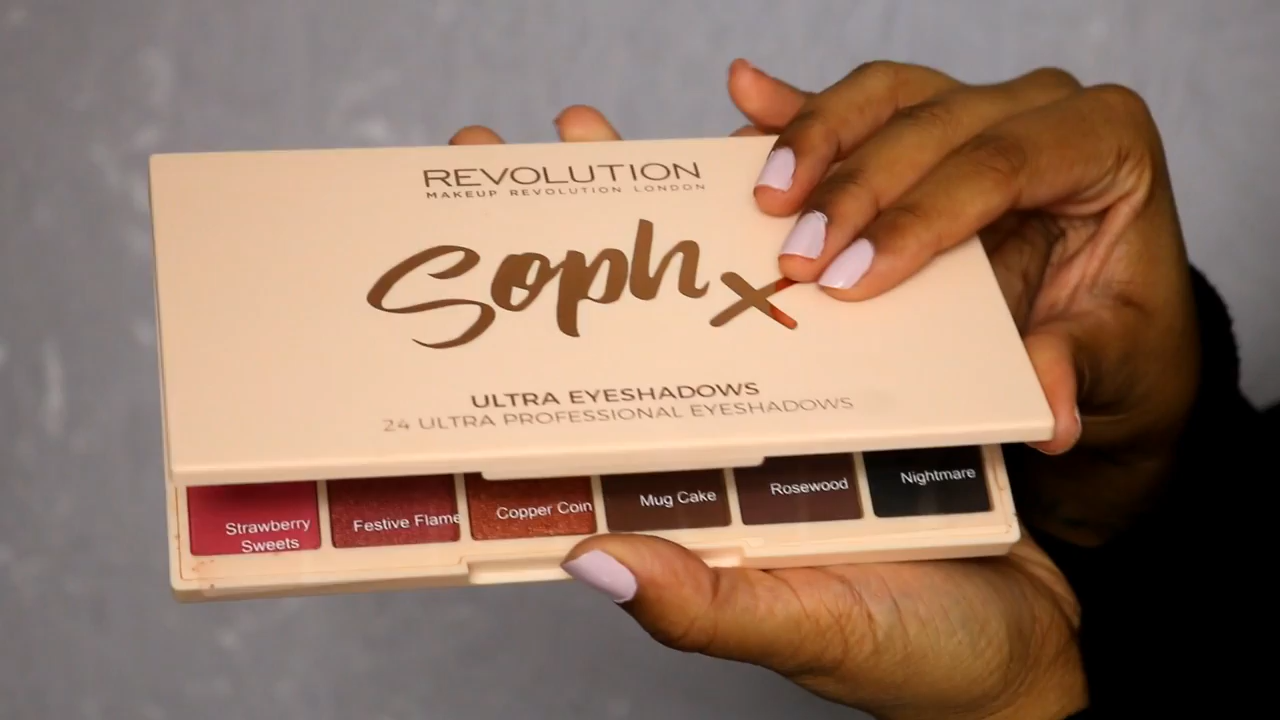 REVOLUTION
MAKEUP REVOLUTION LONDON
Soph X
ULTRA EYESHADOWS
24 ULTRA PROFESSIONAL EYESHADOWS
Strawberry
Sweets
Festive Flame
Copper Coin
Mug Cake
Rosewood
Nightmare